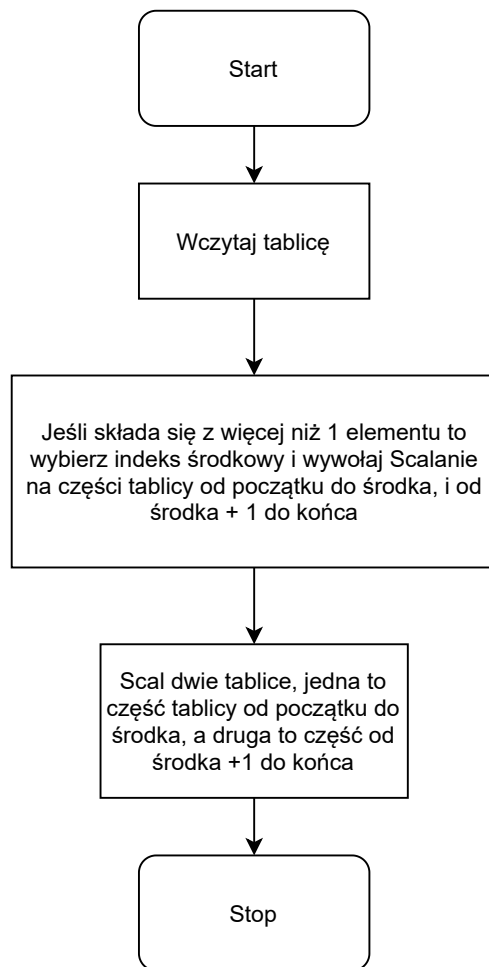 Start
Wczytaj tablicę
Jeśli składa się z więcej niż 1 elementu to
wybierz indeks środkowy i wywołaj Scalanie
na części tablicy od początku do środka, i od
środka + 1 do końca
Scal dwie tablice, jedna to
część tablicy od początku do
środka, a druga to część od
środka +1 do końca
Stop